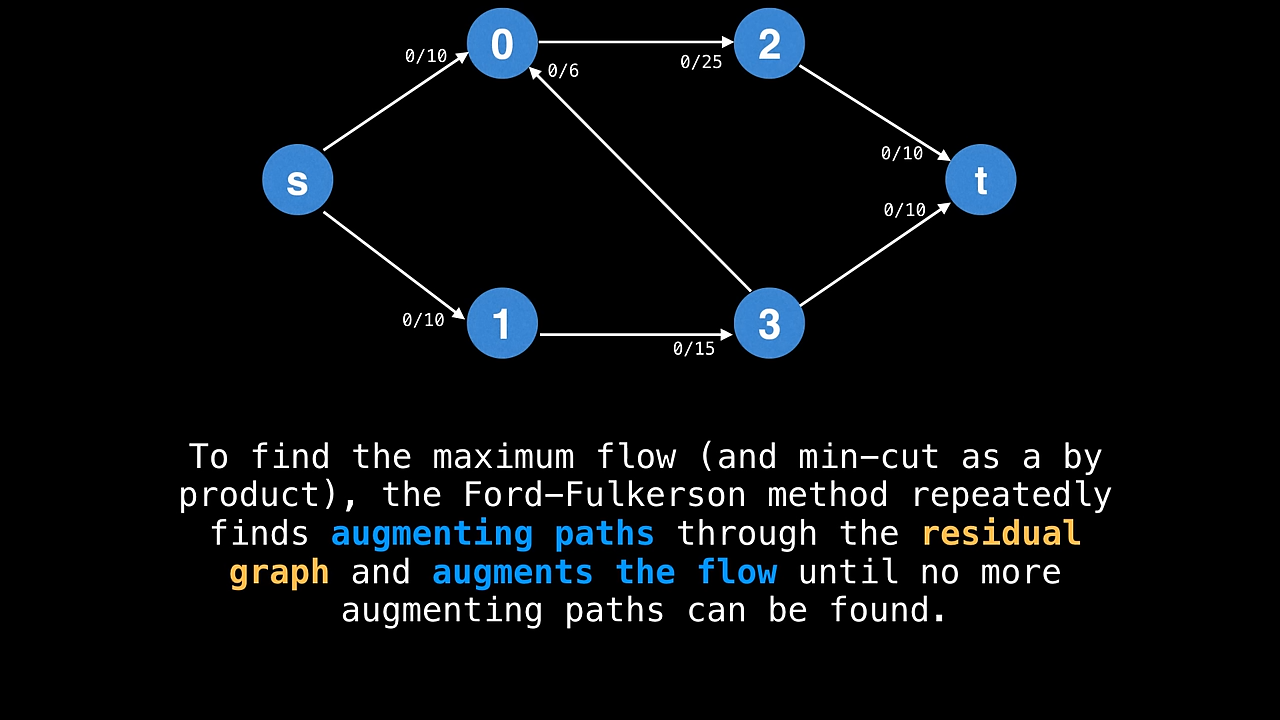 0
2
0/10
0/6
0/25
0/10
s
t
0/10
0/10
1
3
0/15
To find the maximum flow (and min-cut as a by
product), the Ford-Fulkerson method repeatedly
finds augmenting paths through the residual
graph and augments the flow until no more
augmenting paths can be found.